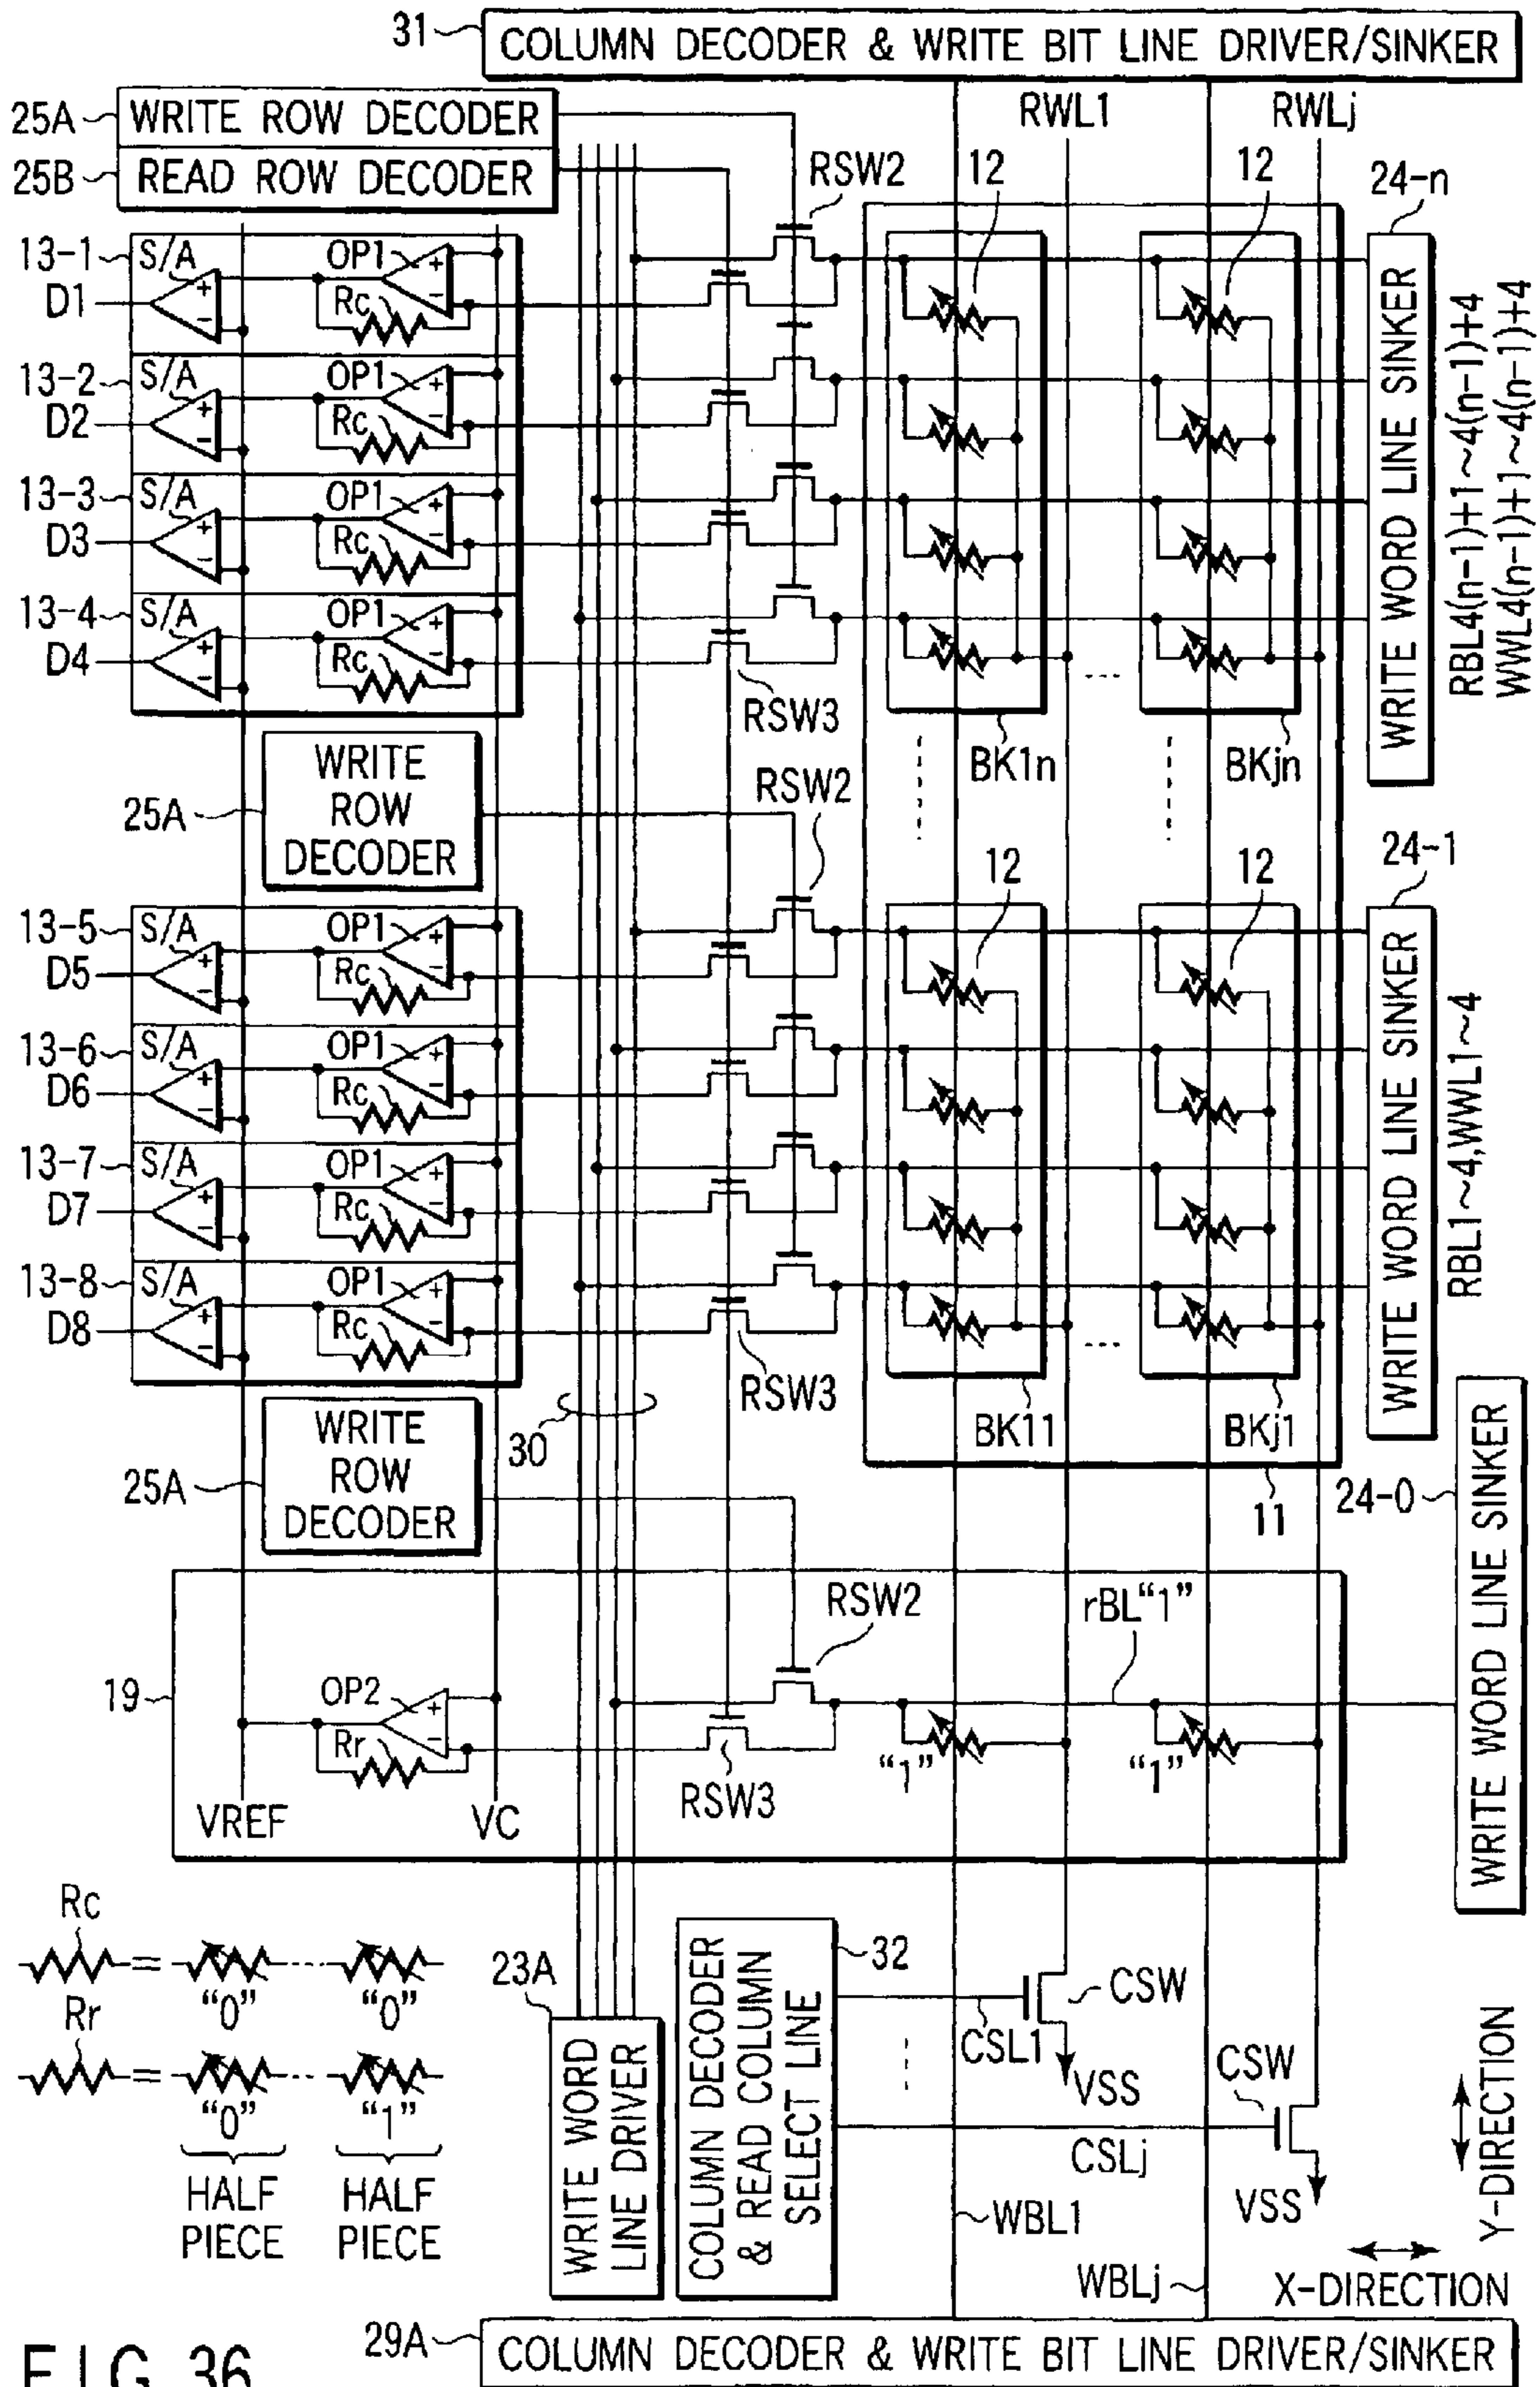 31
COLUMN DECODER & WRITE BIT LINE DRIVER/SINKER
25A
WRITE ROW DECODER
RWL1
RWLj
25B
READ ROW DECODER
RSW2
12
12
24-n
13-1
S/A
OP1
+
-
D1
+
-
Rc
13-2
S/A
OP1
+
-
D2
+
-
Rc
13-3
S/A
OP1
+
-
D3
+
-
Rc
13-4
S/A
OP1
+
-
D4
+
-
Rc
RSW3
BK1n
BKjn
WRITE WORD LINE SINKER
RBL4(n-1)+1~4(n-1)+4
WWL4(n-1)+1~4(n-1)+4
25A
WRITE
ROW
DECODER
RSW2
12
12
24-1
13-5
S/A
OP1
+
-
D5
+
-
Rc
13-6
S/A
OP1
+
-
D6
+
-
Rc
13-7
S/A
OP1
+
-
D7
+
-
Rc
13-8
S/A
OP1
+
-
D8
+
-
Rc
RSW3
BK11
BKj1
WRITE WORD LINE SINKER
RBL1~4,WWL1~4
30
11
24-0
25A
WRITE
ROW
DECODER
WRITE WORD LINE SINKER
19
RSW2
rBL“1”
OP2
+
-
Rr
RSW3
“1”
“1”
VREF
VC
Rc
=
“0”
“0”
Rr
=
“0”
“1”
HALF
PIECE
HALF
PIECE
23A
WRITE WORD
LINE DRIVER
32
COLUMN DECODER
& READ COLUMN
SELECT LINE
CSL1
CSW
VSS
CSLj
CSW
VSS
Y-DIRECTION
X-DIRECTION
WBL1
WBLj
29A
COLUMN DECODER & WRITE BIT LINE DRIVER/SINKER
FIG. 36